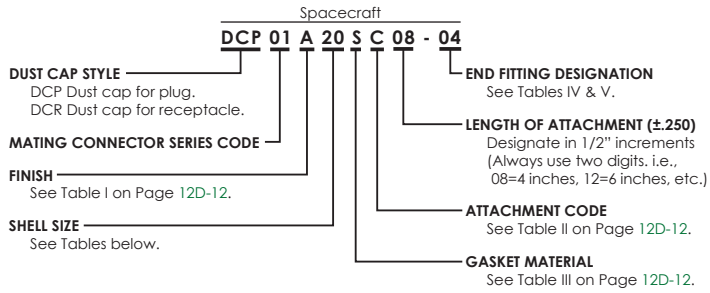 Spacecraft
DCP 01 A 20 S C 08 - 04
DUST CAP STYLE
DCP Dust cap for plug.
DCR Dust cap for receptacle.
MATING CONNECTOR SERIES CODE
FINISH
See Table I on Page 12D-12.
SHELL SIZE
See Tables below.
END FITTING DESIGNATION
See Tables IV & V.
LENGTH OF ATTACHMENT (±.250)
Designate in 1/2” increments
(Always use two digits. i.e.,
08=4 inches, 12=6 inches, etc.)
ATTACHMENT CODE
See Table II on Page 12D-12.
GASKET MATERIAL
See Table III on Page 12D-12.